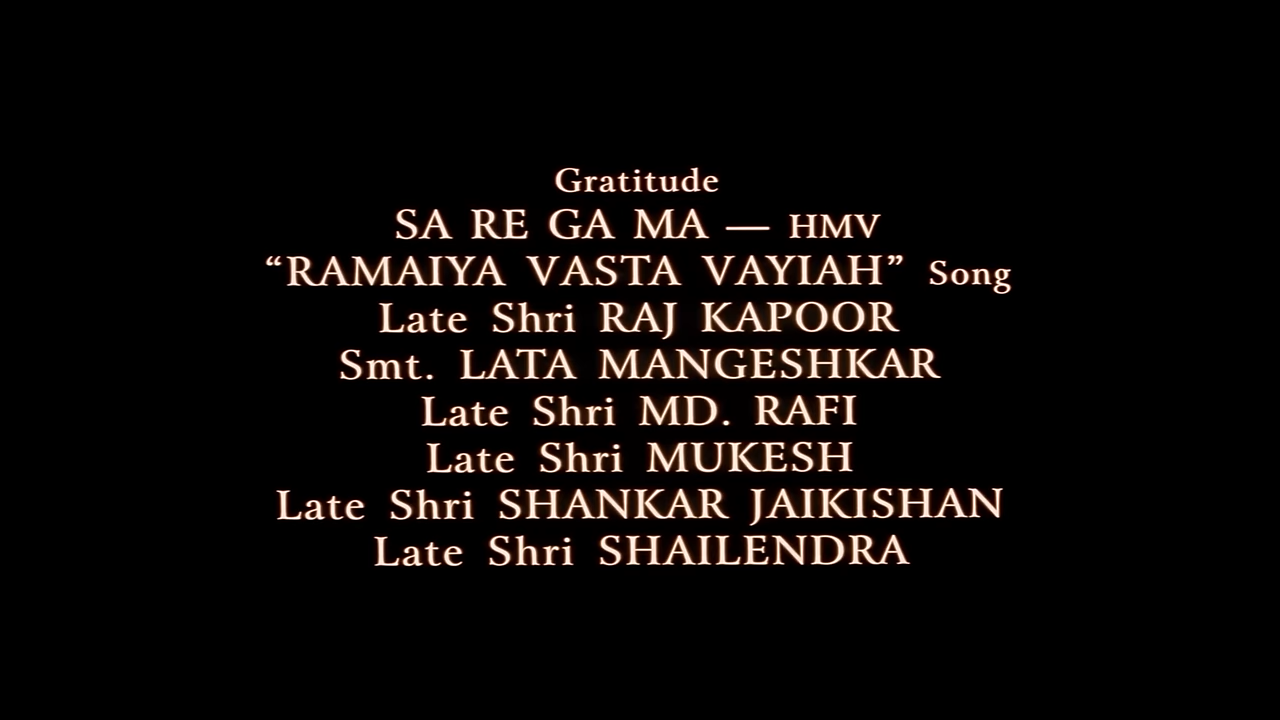 Gratitude
SA RE GA MA — HMV
“RAMAIYA VASTA VAYIAH” Song
Late Shri RAJ KAPOOR
Smt. LATA MANGESHKAR
Late Shri MD. RAFI
Late Shri MUKESH
Late Shri SHANKAR JAIKISHAN
Late Shri SHAILENDRA